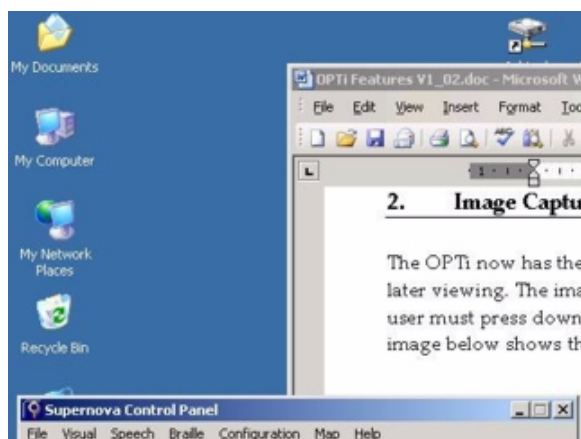 My Documents
My Computer
My Network
Places
Recycle Bin
OPTi Features V1_02.doc - Microsoft W
File Edit View Insert Format Too
1
2. Image Captu
The OPTi now has the
later viewing. The ima
user must press down
image below shows th
Supernova Control Panel
File Visual Speech Braille Configuration Map Help